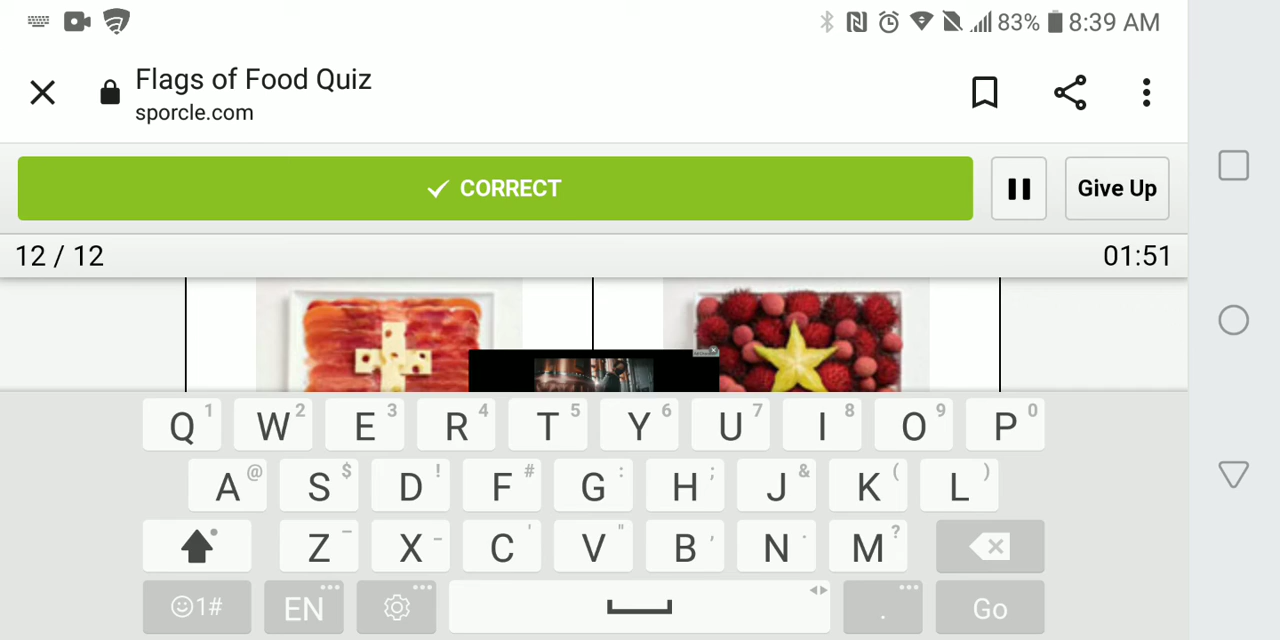 83% 8:39 AM
Flags of Food Quiz
sporcle.com
CORRECT
Give Up
12 / 12
01:51
Q 1 W 2 E 3 R 4 T 5 Y 6 U 7 I 8 O 9 P 0
A @ S $ D ! F # G : H ; J & K ( L )
Z _ X - C ' V " B , N . M ?
1# EN ... ... . ... Go